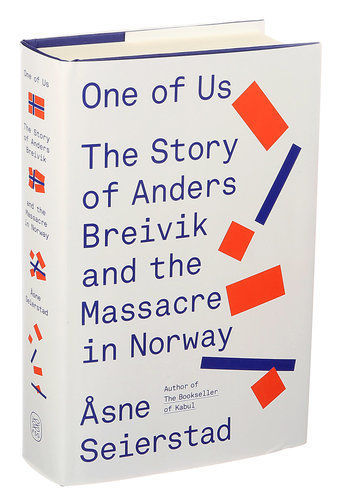 One of Us
The Story
of Anders
Breivik
and the
Massacre
in Norway
Author of
The Bookseller
of Kabul
Åsne
Seierstad
One of Us
The Story
of Anders
Breivik
and the
Massacre
in Norway
Åsne
Seierstad